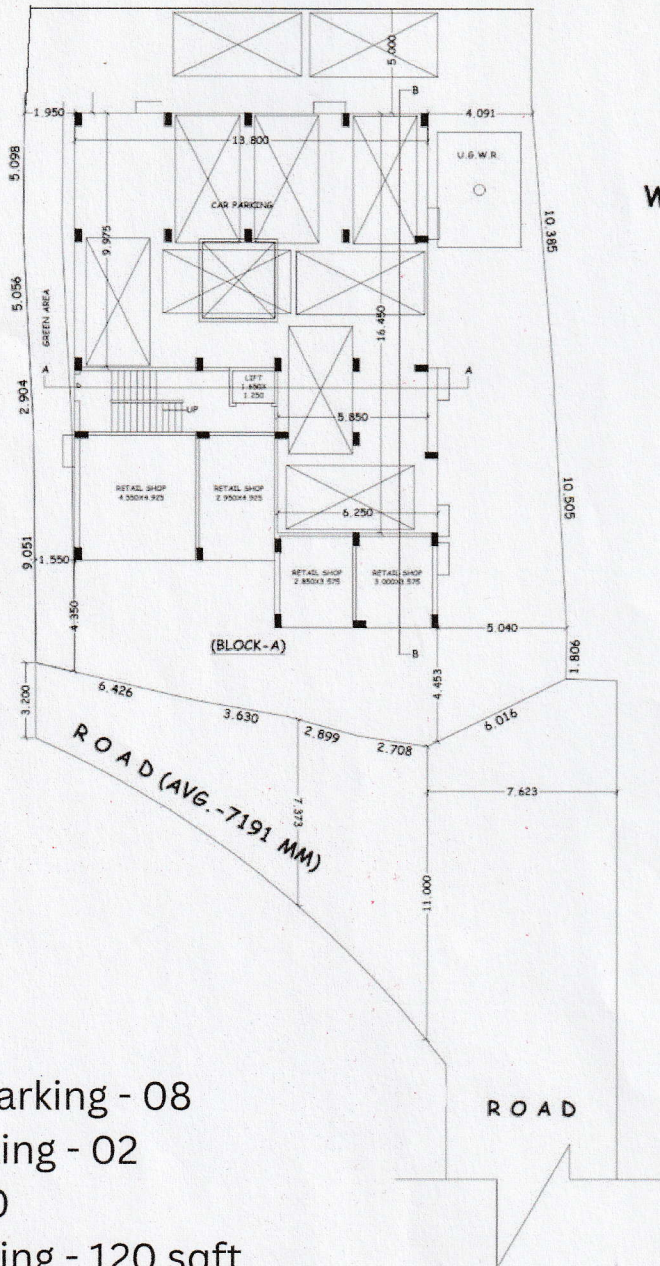 5.000
B
1.950
4.091
13.800
U.G.W.R.
5.098
CAR PARKING
10.385
W
9.975
5.056
GREEN AREA
16.450
A
LIFT
1.650X
1.250
A
2.904
UP
5.850
RETAIL SHOP
4.550X4.925
RETAIL SHOP
2.950X4.925
6.250
10.505
9.051
1.550
RETAIL SHOP
2.850X3.575
RETAIL SHOP
3.000X3.575
4.350
(BLOCK-A)
B
5.040
1.806
4.453
3.200
6.426
3.630
2.899
2.708
6.016
ROAD (AVG.-7191 MM)
7.373
7.623
11.000
arking - 08
ing - 02
0
ing - 120 sqft
ROAD